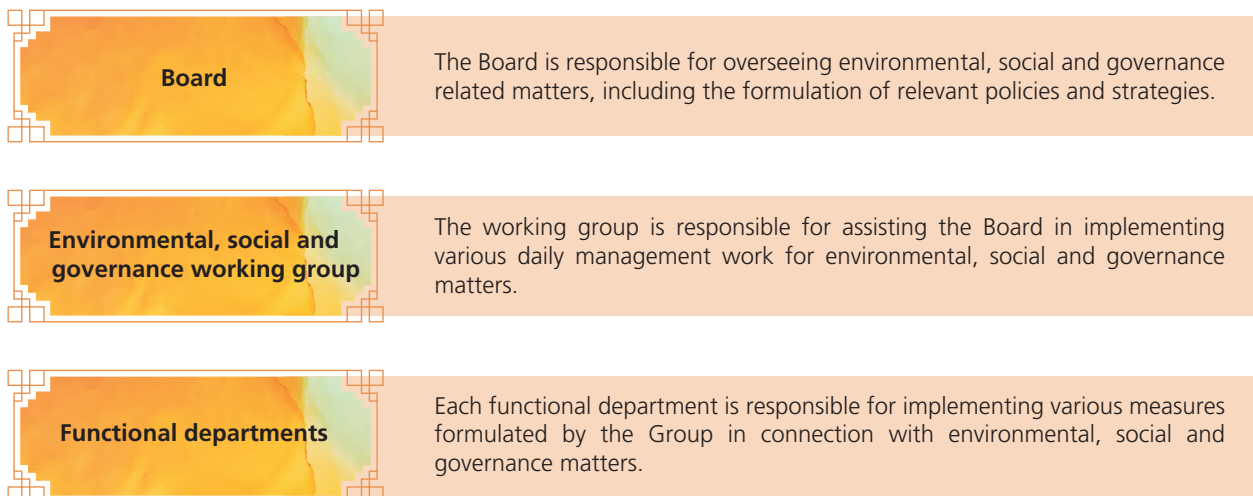 Board
The Board is responsible for overseeing environmental, social and governance
related matters, including the formulation of relevant policies and strategies.
Environmental, social and
governance working group
The working group is responsible for assisting the Board in implementing
various daily management work for environmental, social and governance
matters.
Functional departments
Each functional department is responsible for implementing various measures
formulated by the Group in connection with environmental, social and
governance matters.